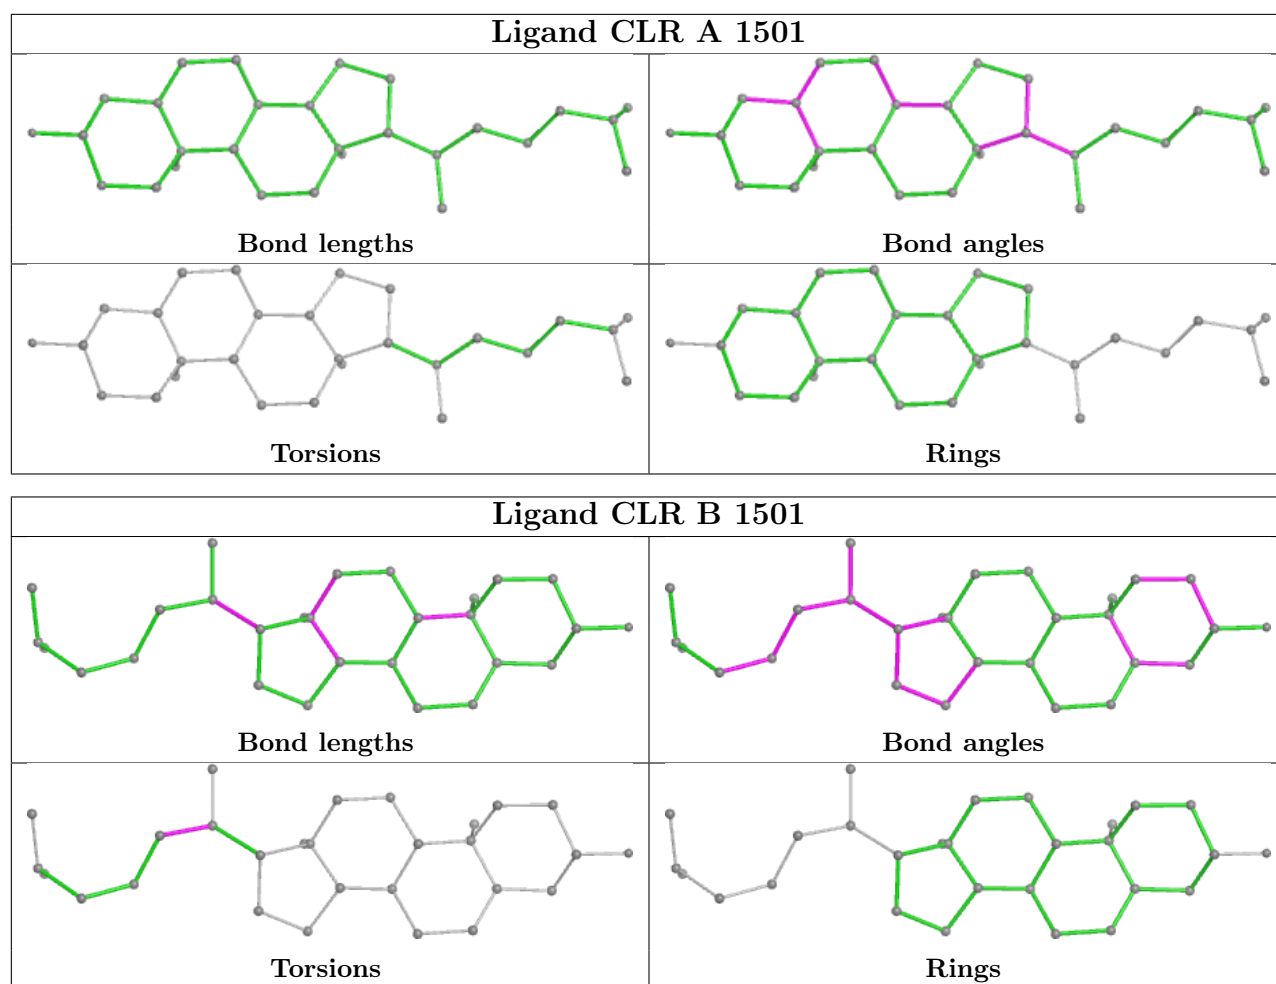 Ligand CLR A 1501
Bond lengths
Bond angles
Torsions
Rings
Ligand CLR B 1501
Bond lengths
Bond angles
Torsions
Rings